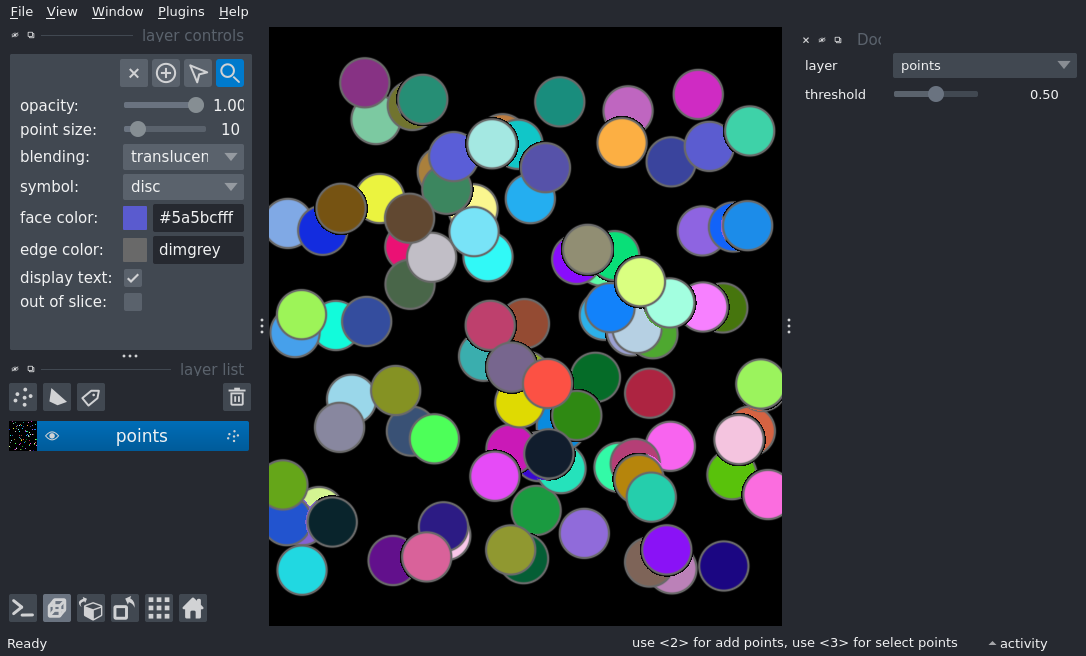 File View Window Plugins Help
layer controls
opacity: 1.00
point size: 10
blending: translucen
symbol: disc
face color: #5a5bcfff
edge color: dimgrey
display text:
out of slice:
layer list
points
Ready
Doc
layer points
threshold 0.50
use <2> for add points, use <3> for select points
activity